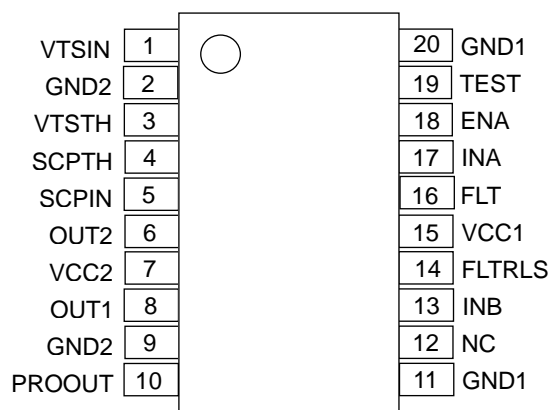 VTSIN 1 20 GND1
GND2 2 19 TEST
VTSTH 3 18 ENA
SCPTH 4 17 INA
SCPIN 5 16 FLT
OUT2 6 15 VCC1
VCC2 7 14 FLTRLS
OUT1 8 13 INB
GND2 9 12 NC
PROOUT 10 11 GND1